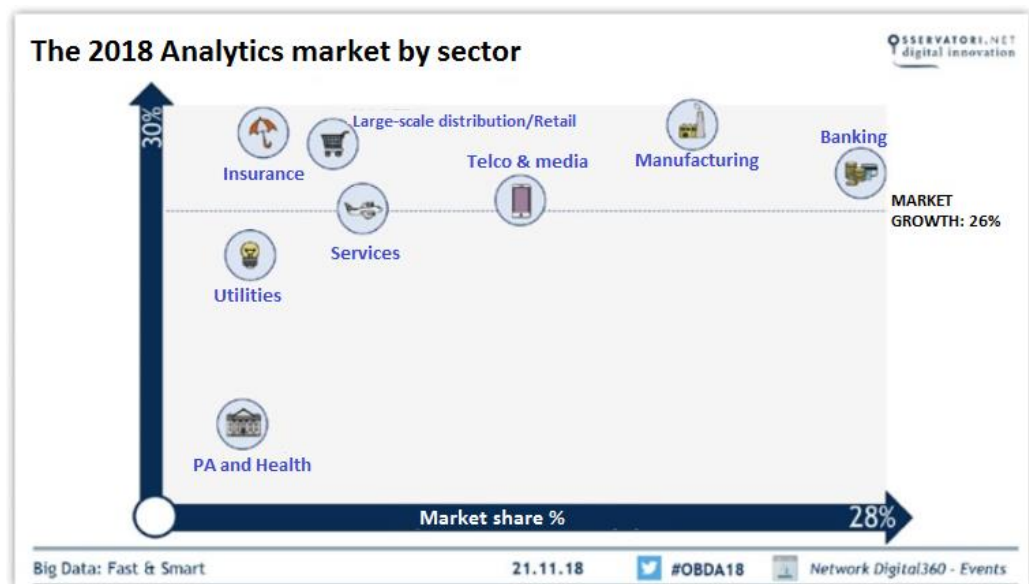 The 2018 Analytics market by sector
OSSERVATORI.NET
digital innovation
30%
Large-scale distribution/Retail
Insurance
Telco & media
Manufacturing
Banking
MARKET
GROWTH: 26%
Services
Utilities
PA and Health
Market share %
28%
Big Data: Fast & Smart
21.11.18
#OBDA18
Network Digital360 - Events